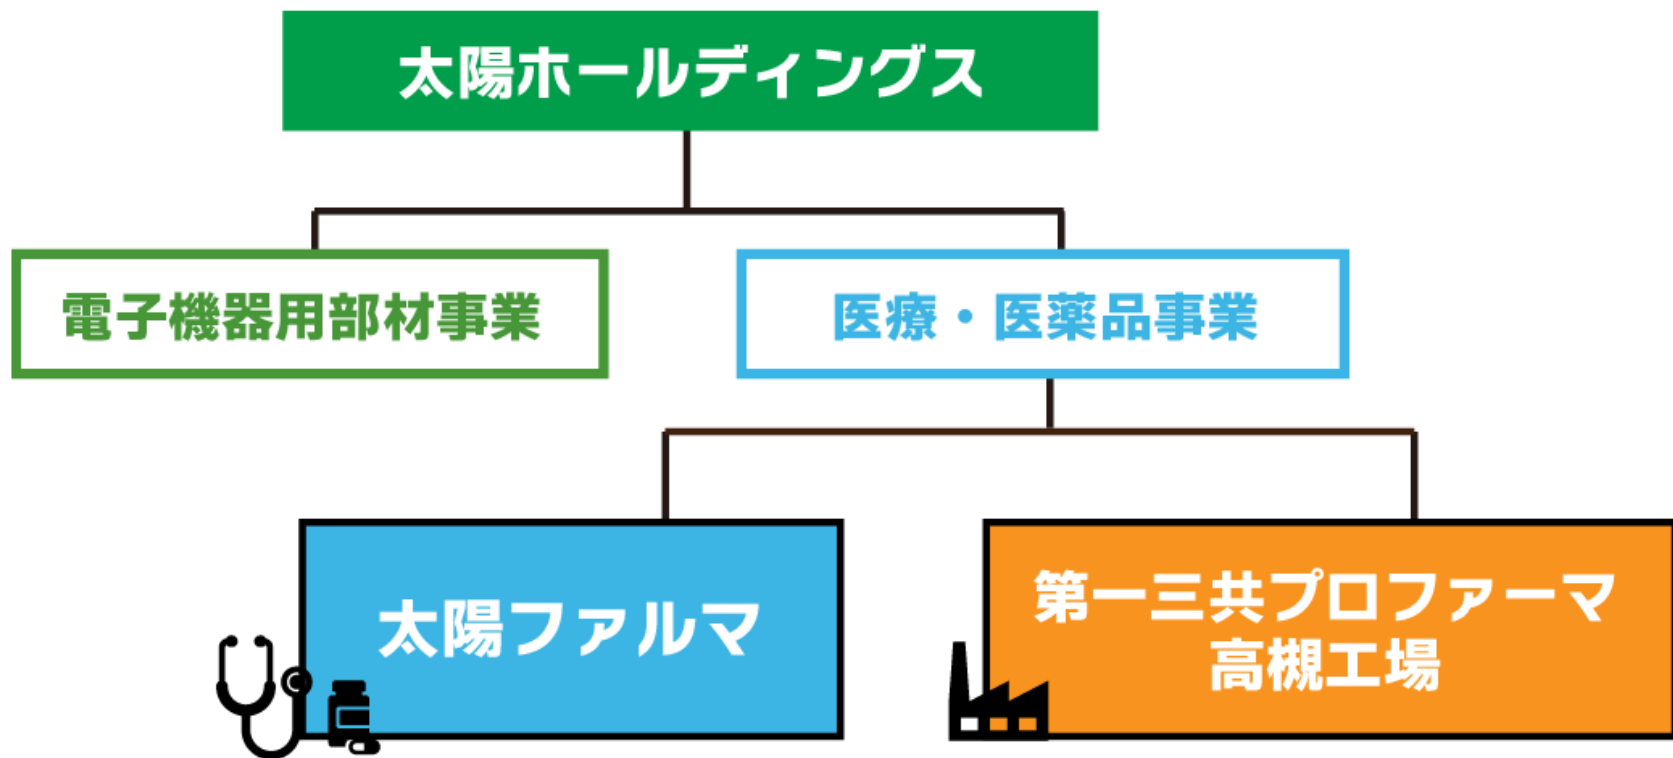 太陽ホールディングス
電子機器用部材事業
医療・医薬品事業
太陽ファルマ
第一三共プロファーマ
高槻工場